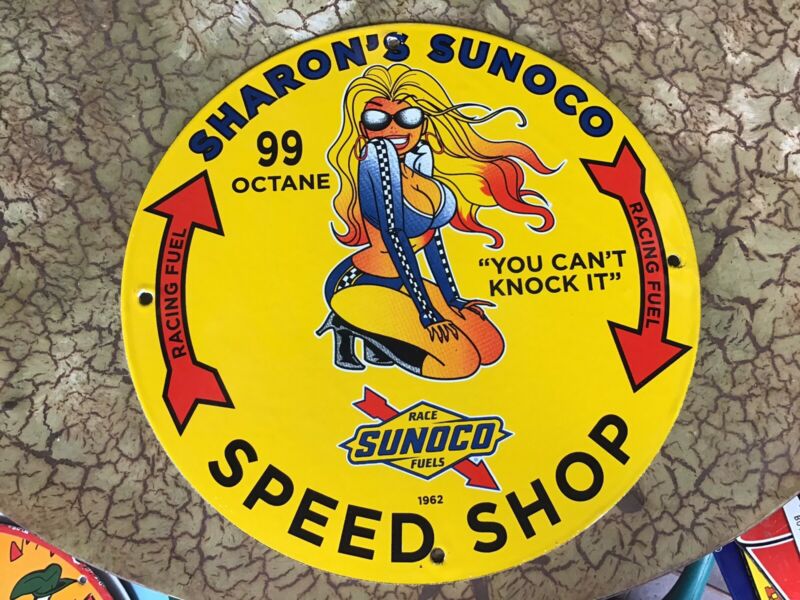 SHARON'S SUNOCO
99
OCTANE
RACING FUEL
RACING FUEL
"YOU CAN'T
KNOCK IT"
RACE
SUNOCO
FUELS
1962
SPEED SHOP